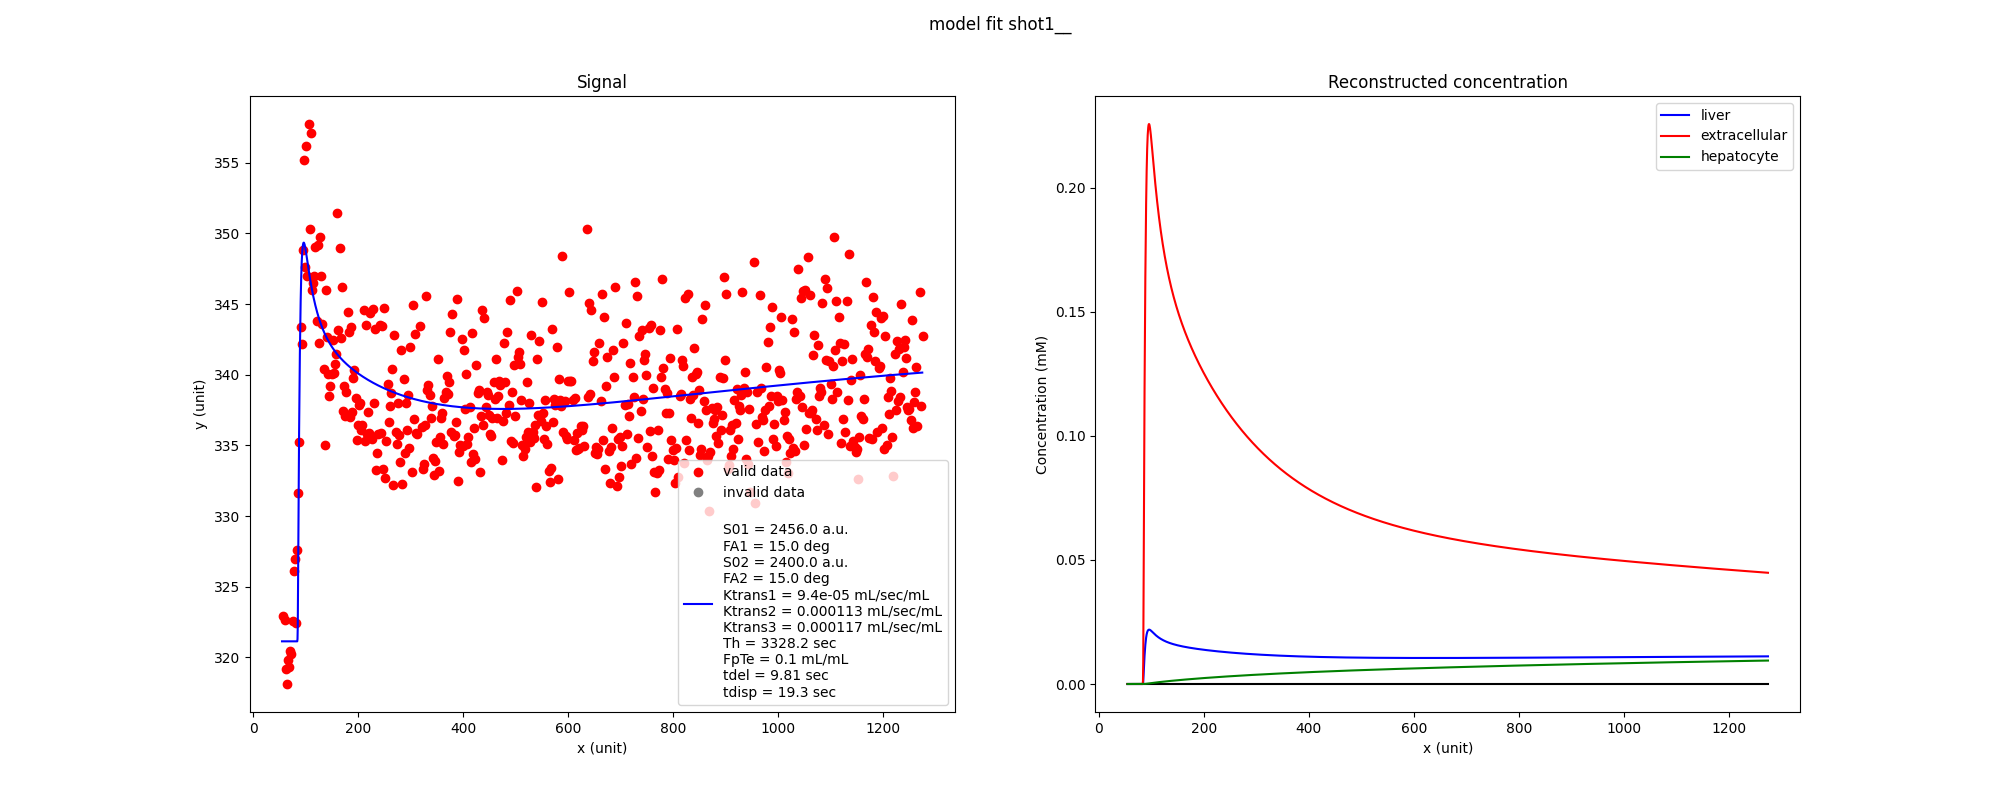 model fit shot1__
Signal
y (unit)
355
350
345
340
335
330
325
320
0 200 400 600 800 1000 1200
x (unit)
valid data
invalid data
S01 = 2456.0 a.u.
FA1 = 15.0 deg
S02 = 2400.0 a.u.
FA2 = 15.0 deg
Ktrans1 = 9.4e-05 mL/sec/mL
Ktrans2 = 0.000113 mL/sec/mL
Ktrans3 = 0.000117 mL/sec/mL
Th = 3328.2 sec
FpTe = 0.1 mL/mL
tdel = 9.81 sec
tdisp = 19.3 sec
Reconstructed concentration
Concentration (mM)
0.20
0.15
0.10
0.05
0.00
0 200 400 600 800 1000 1200
x (unit)
liver
extracellular
hepatocyte